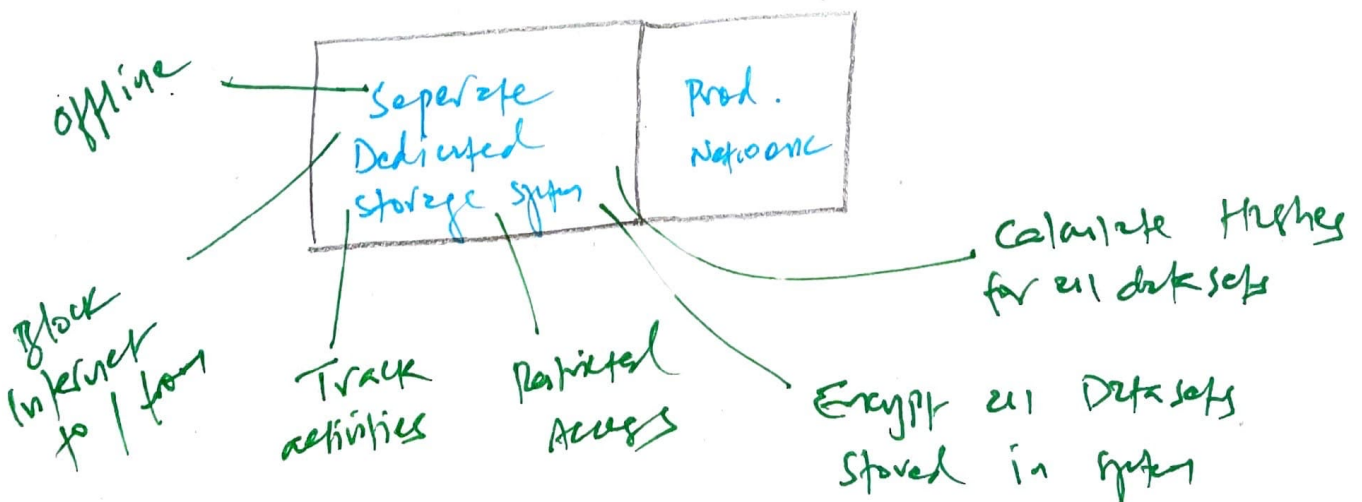 offline
Seperate
Dedicated
storage system
Prod.
Network
Block
Internet
to / from
Track
activities
Restricted
Access
Encrypt all Datasets
stored in system
Calculate Hashes
for all datasets